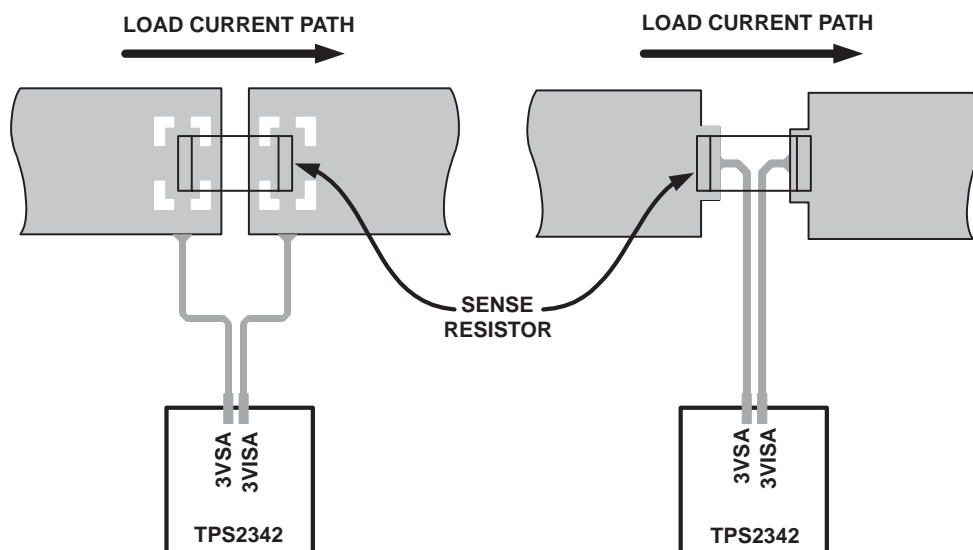 LOAD CURRENT PATH
LOAD CURRENT PATH
SENSE
RESISTOR
3VSA
3VISA
3VSA
3VISA
TPS2342
TPS2342